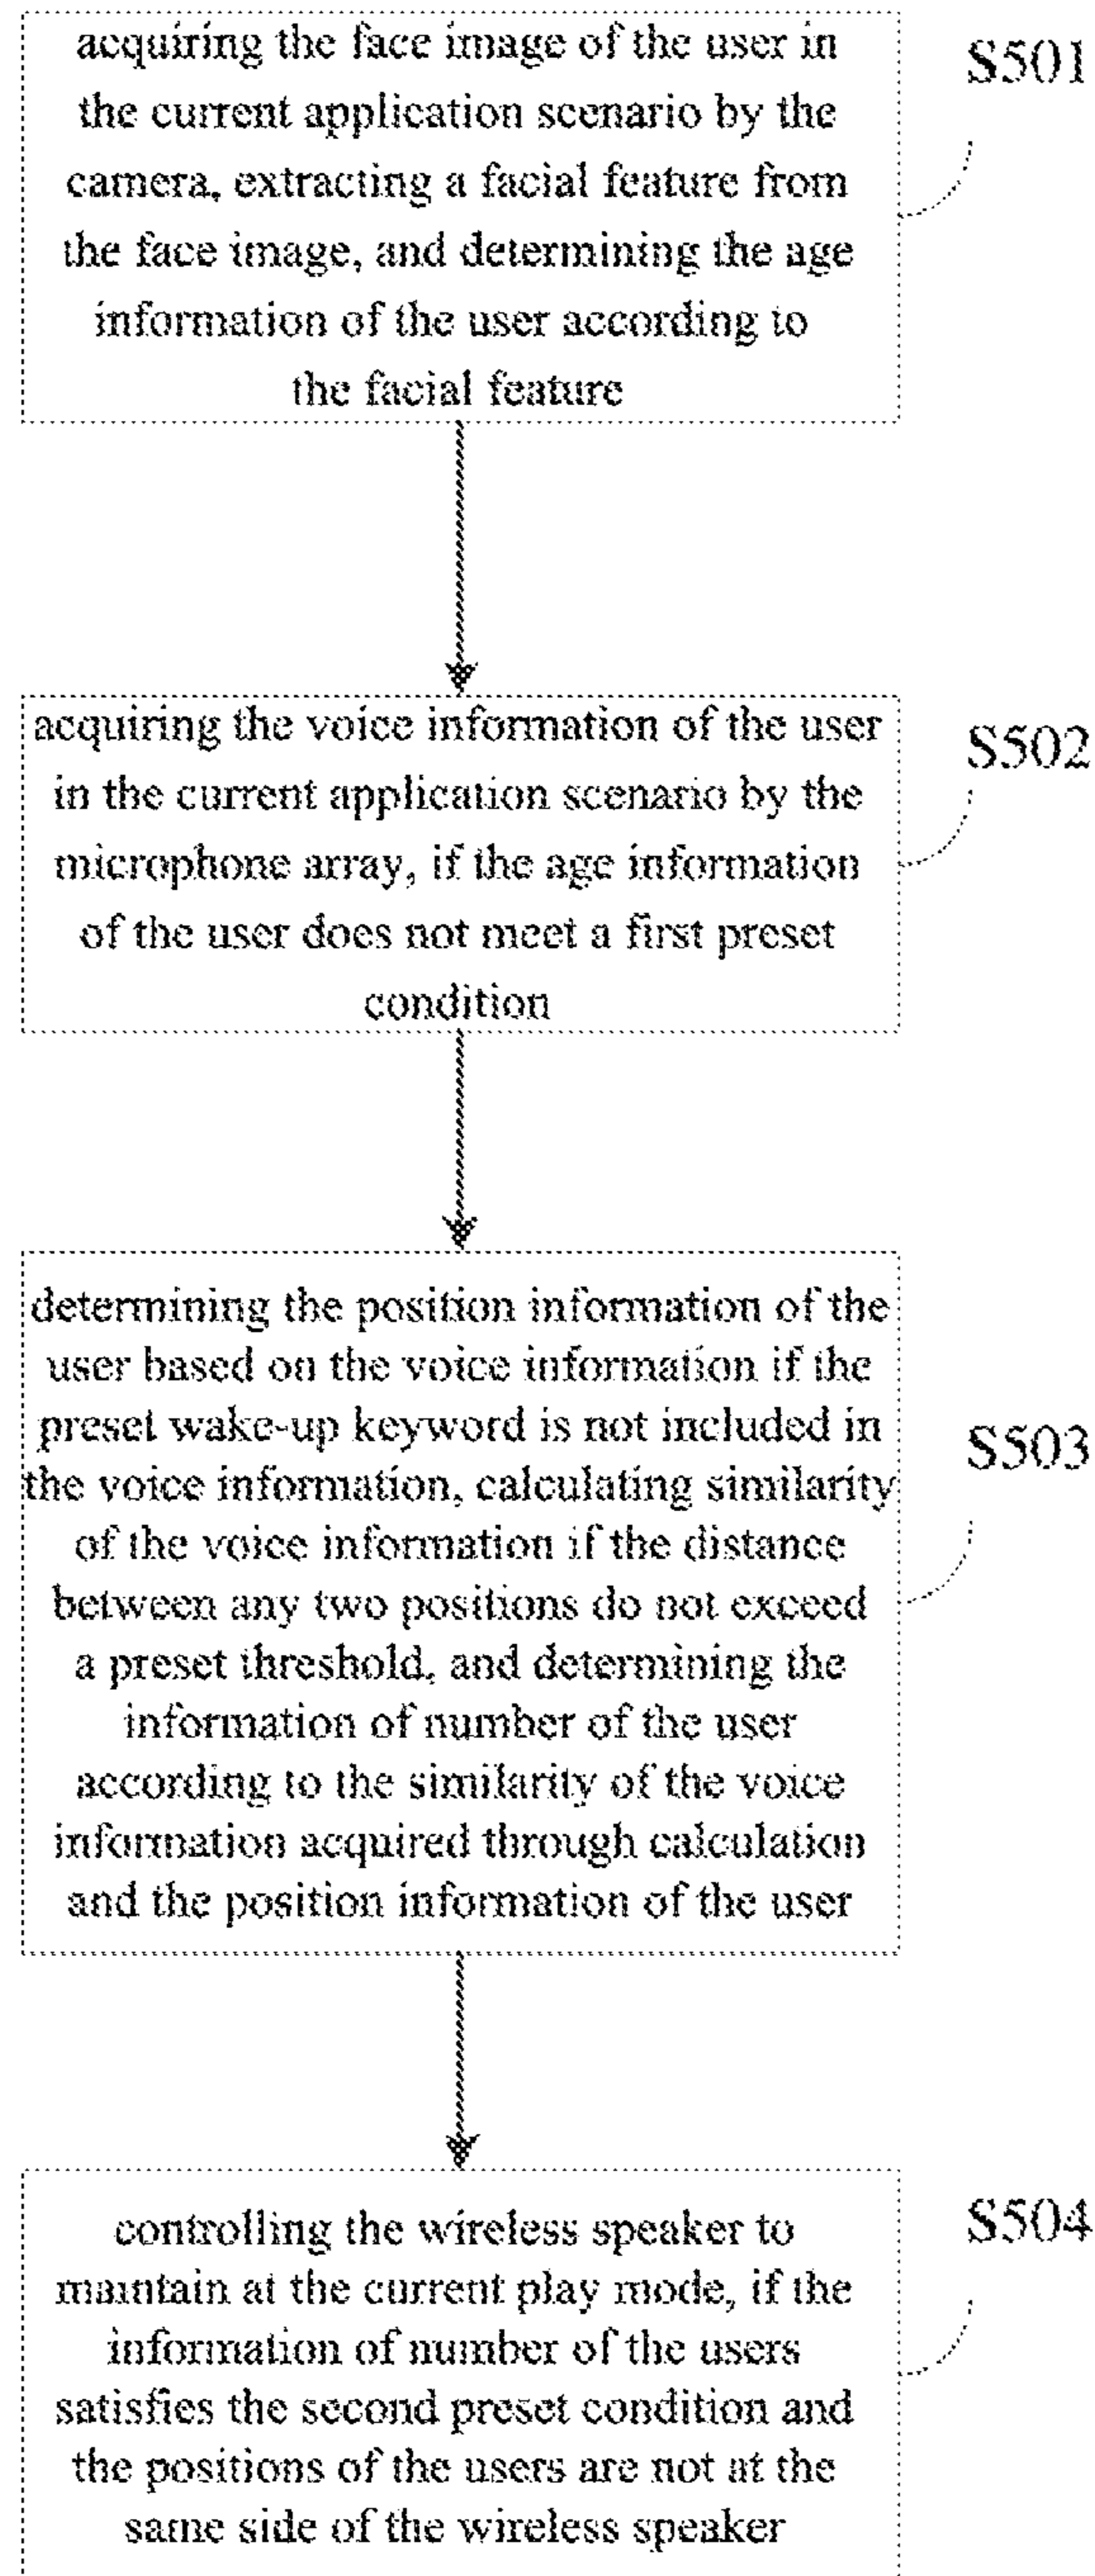 acquiring the face image of the user in
the current application scenario by the
camera, extracting a facial feature from
the face image, and determining the age
information of the user according to
the facial feature
S501
acquiring the voice information of the user
in the current application scenario by the
microphone array, if the age information
of the user does not meet a first preset
condition
S502
determining the position information of the
user based on the voice information if the
preset wake-up keyword is not included in
the voice information, calculating similarity
of the voice information if the distance
between any two positions do not exceed
a preset threshold, and determining the
information of number of the user
according to the similarity of the voice
information acquired through calculation
and the position information of the user
S503
controlling the wireless speaker to
maintain at the current play mode, if the
information of number of the users
satisfies the second preset condition and
the positions of the users are not at the
same side of the wireless speaker
S504